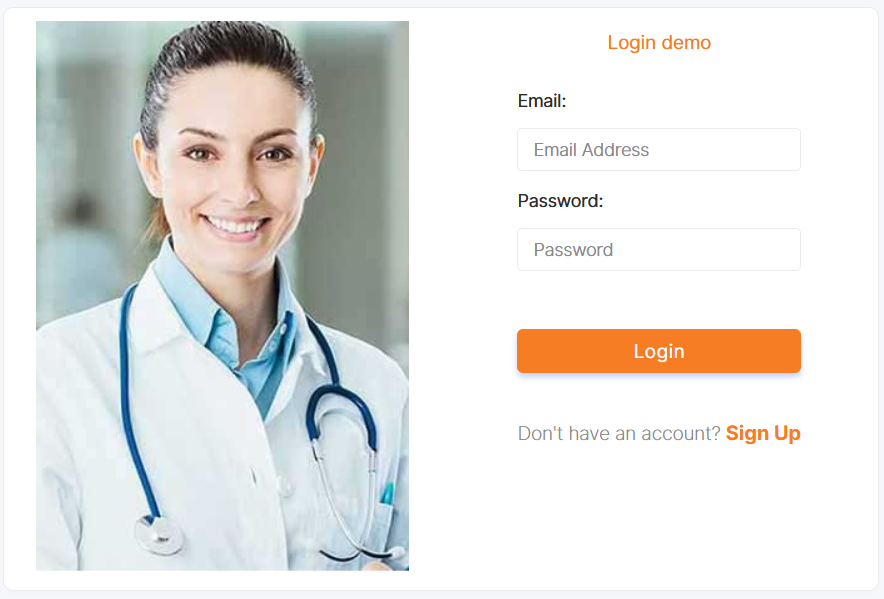 Login demo
Email:
Email Address
Password:
Password
Login
Don't have an account? Sign Up